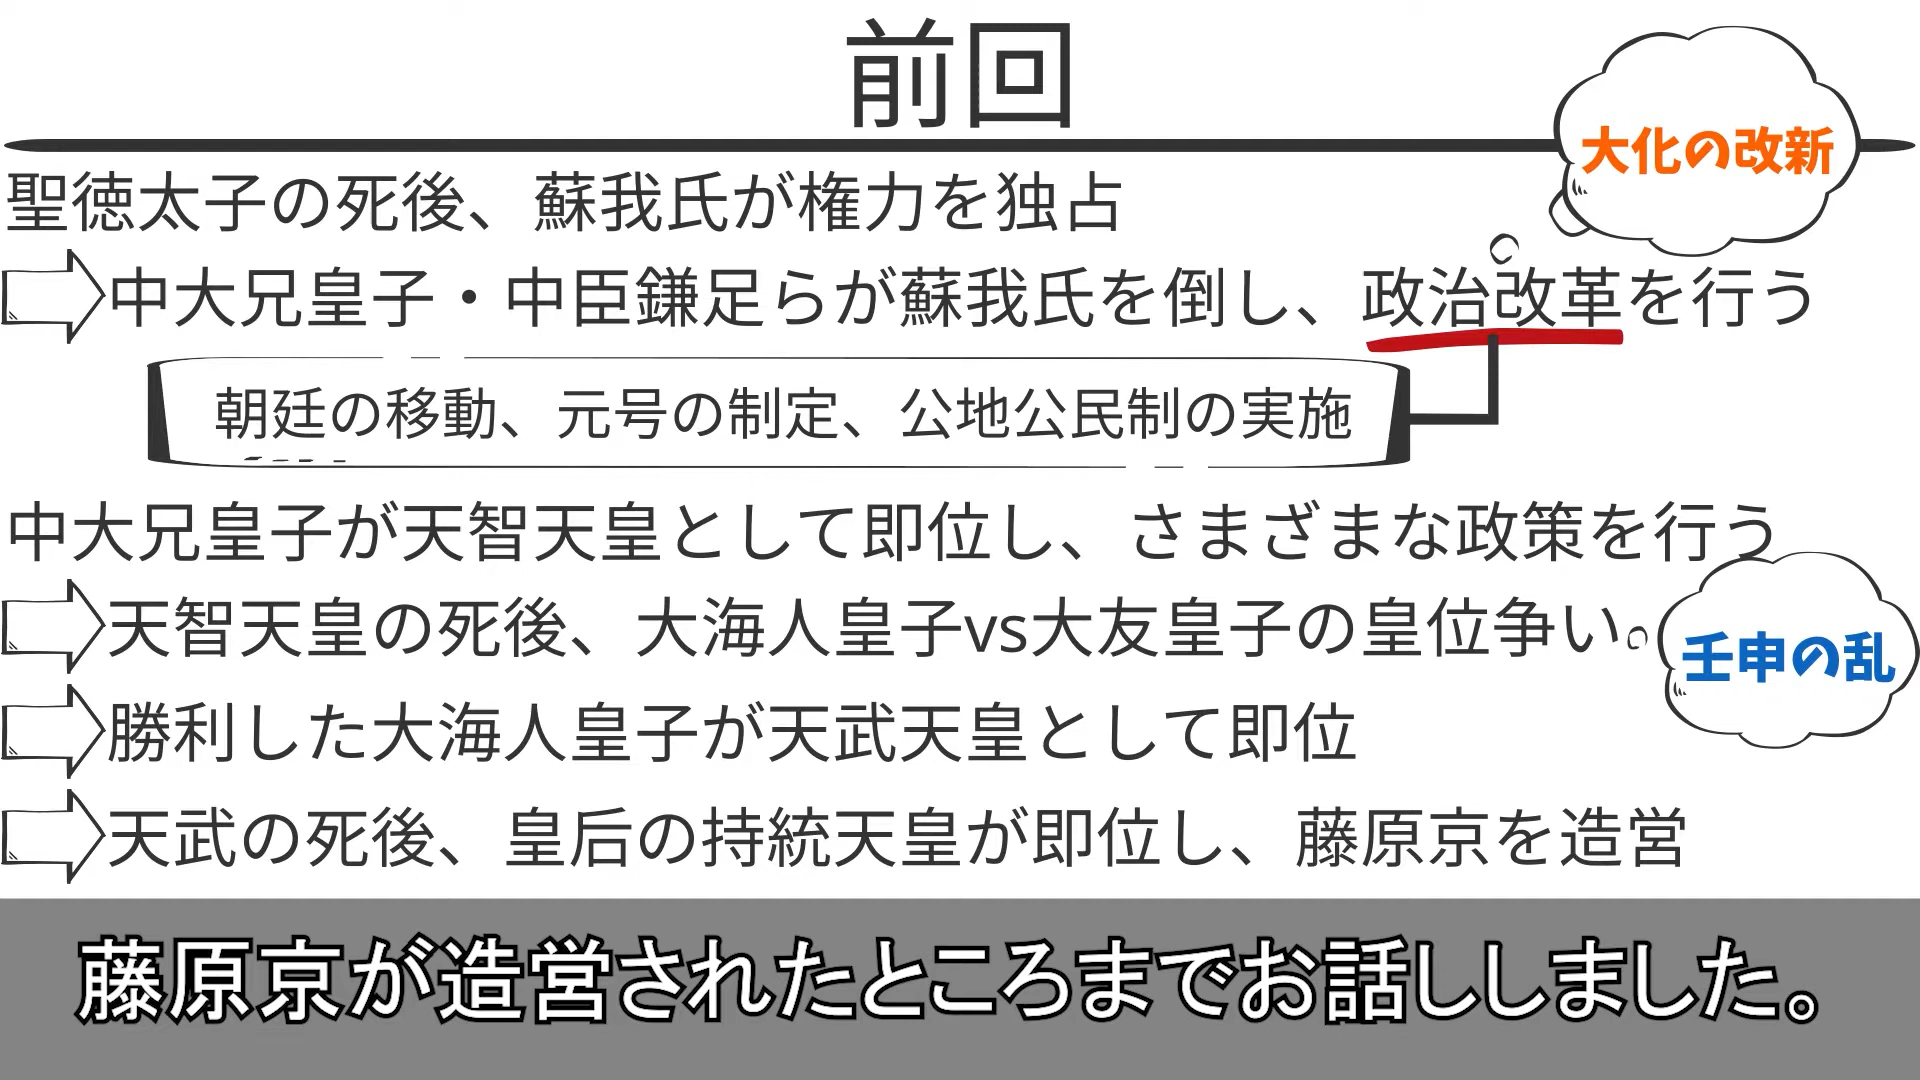 前回
大化の改新
聖徳太子の死後、蘇我氏が権力を独占
中大兄皇子・中臣鎌足らが蘇我氏を倒し、政治改革を行う
朝廷の移動、元号の制定、公地公民制の実施
中大兄皇子が天智天皇として即位し、さまざまな政策を行う
天智天皇の死後、大海人皇子vs大友皇子の皇位争い。
壬申の乱
勝利した大海人皇子が天武天皇として即位
天武の死後、皇后の持統天皇が即位し、藤原京を造営
藤原京が造営されたところまでお話ししました。